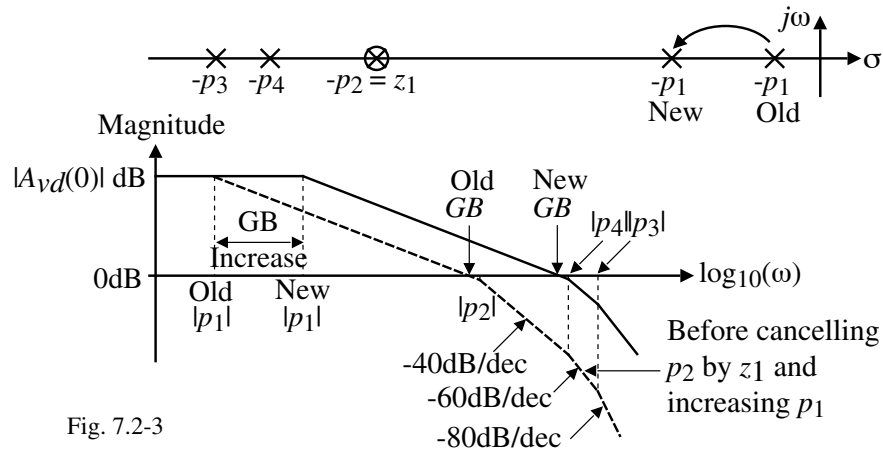 jω
σ
-p3 -p4 -p2 = z1 -p1 -p1
New Old
Magnitude
|Avd(0)| dB
Old New
GB GB
|p4||p3|
GB
Increase
0dB
log10(ω)
Old New
|p1| |p1|
|p2|
Before cancelling
p2 by z1 and
increasing p1
-40dB/dec
-60dB/dec
-80dB/dec
Fig. 7.2-3